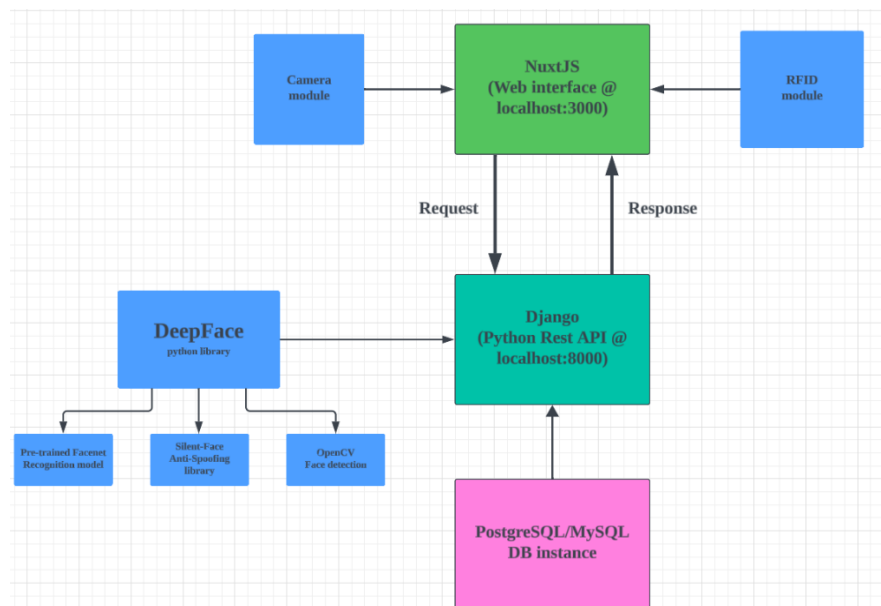 Camera
module
NuxtJS
(Web interface @
localhost:3000)
RFID
module
Request
Response
DeepFace
python library
Django
(Python Rest API @
localhost:8000)
Pre-trained Facenet
Recognition model
Silent-Face
Anti-Spoofing
library
OpenCV
Face detection
PostgreSQL/MySQL
DB instance